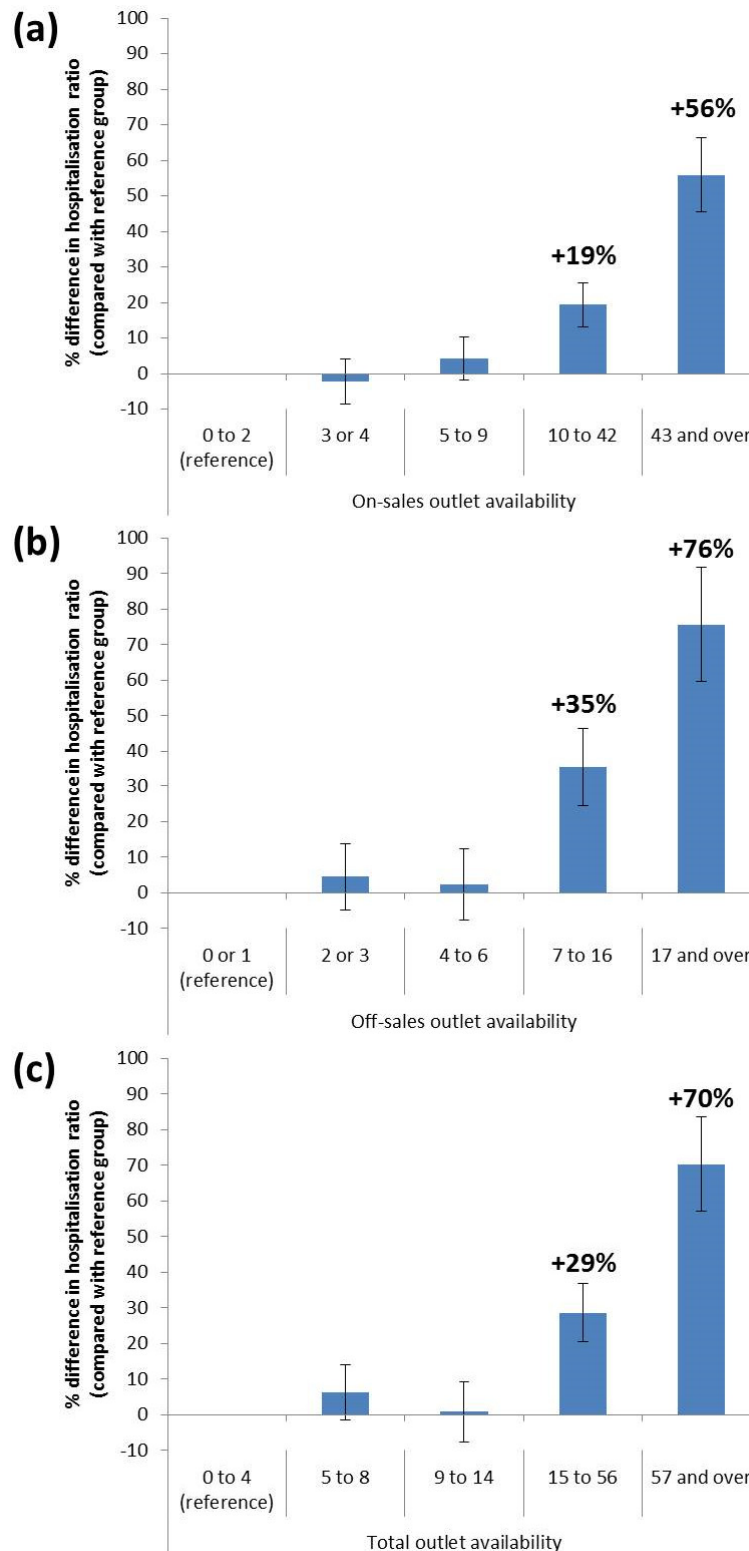 (a)
% difference in hospitalisation ratio
(compared with reference group)
100
90
80
70
60
50
40
30
20
10
0
-10
+19%
+56%
0 to 2
(reference)
3 or 4
5 to 9
10 to 42
43 and over
On-sales outlet availability
(b)
% difference in hospitalisation ratio
(compared with reference group)
100
90
80
70
60
50
40
30
20
10
0
-10
+35%
+76%
0 or 1
(reference)
2 or 3
4 to 6
7 to 16
17 and over
Off-sales outlet availability
(c)
% difference in hospitalisation ratio
(compared with reference group)
100
90
80
70
60
50
40
30
20
10
0
-10
+29%
+70%
0 to 4
(reference)
5 to 8
9 to 14
15 to 56
57 and over
Total outlet availability